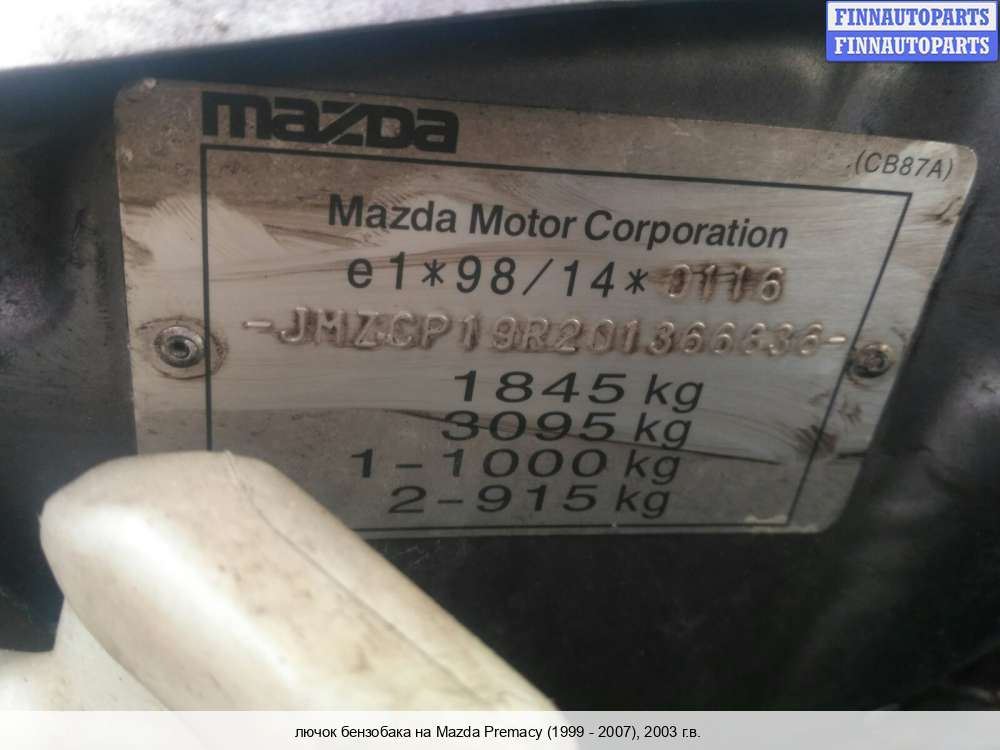 FINNAUTOPARTS
FINNAUTOPARTS
mazda
(CB87A)
Mazda Motor Corporation
e1*98/14*0116
-JMZCP19R201366636-
1845 kg
3095 kg
1-1000 kg
2-915 kg
лючок бензобака на Mazda Premacy (1999 - 2007), 2003 г.в.